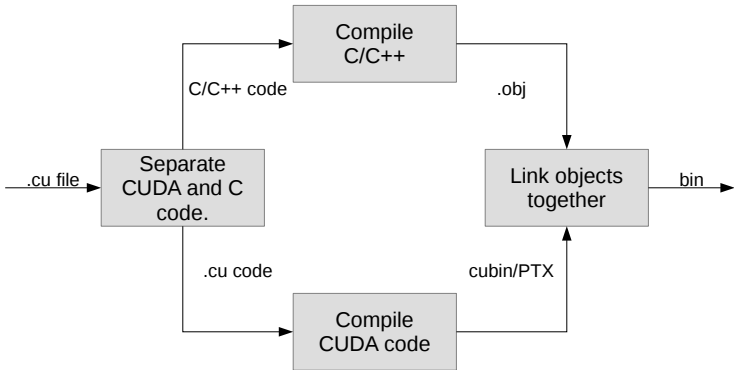 Compile
C/C++
C/C++ code
.obj
.cu file
Separate
CUDA and C
code.
Link objects
together
bin
.cu code
cubin/PTX
Compile
CUDA code